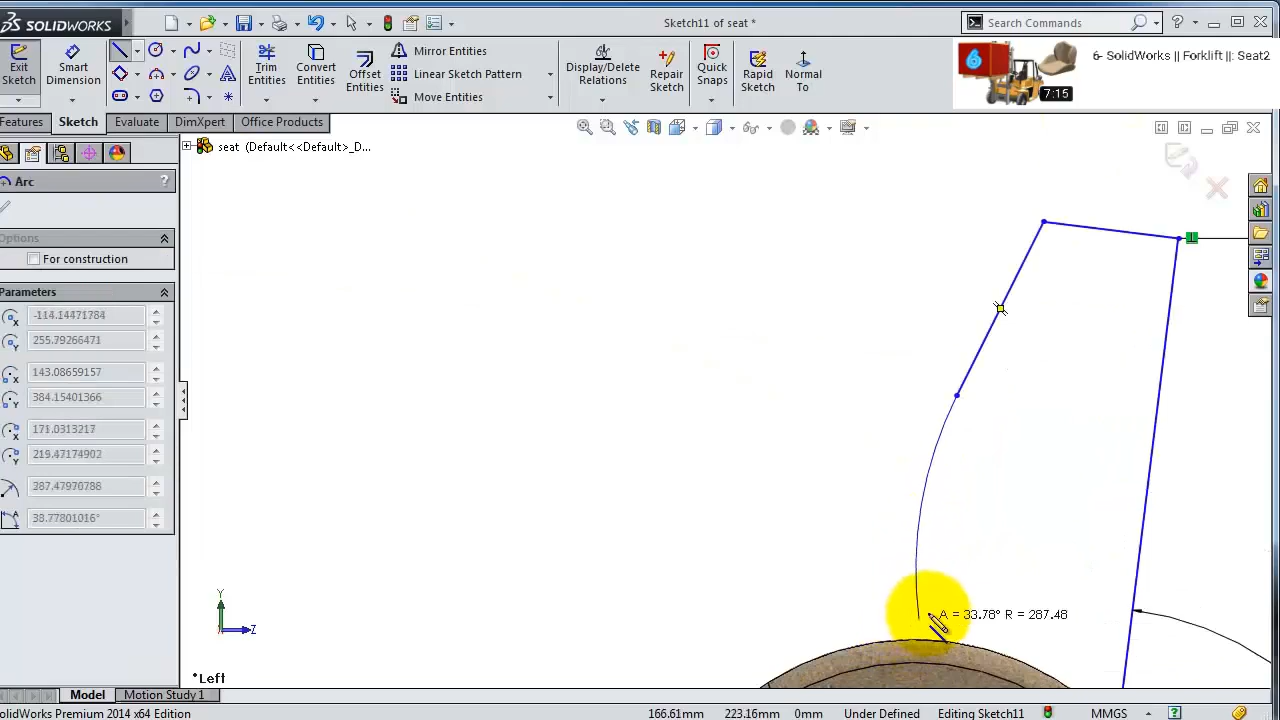 SOLIDWORKS
Sketch11 of seat *
Search Commands
Exit Sketch
Smart Dimension
Trim Entities
Convert Entities
Offset Entities
Mirror Entities
Linear Sketch Pattern
Move Entities
Display/Delete Relations
Repair Sketch
Quick Snaps
Rapid Sketch
Normal To
6
7:15
6- SolidWorks || Forklift ||: Seat2
Features
Sketch
Evaluate
DimXpert
Office Products
seat (Default<<Default>_D...
Arc
?
Options
For construction
Parameters
-114.14471784
255.79266471
143.08659157
384.15401366
171.0313217
219.47174902
287.47970788
38.77801016°
A = 33.78° R = 287.48
Y
Z
*Left
Model
Motion Study 1
SolidWorks Premium 2014 x64 Edition
166.61mm
223.16mm
0mm
Under Defined
Editing Sketch11
MMGS